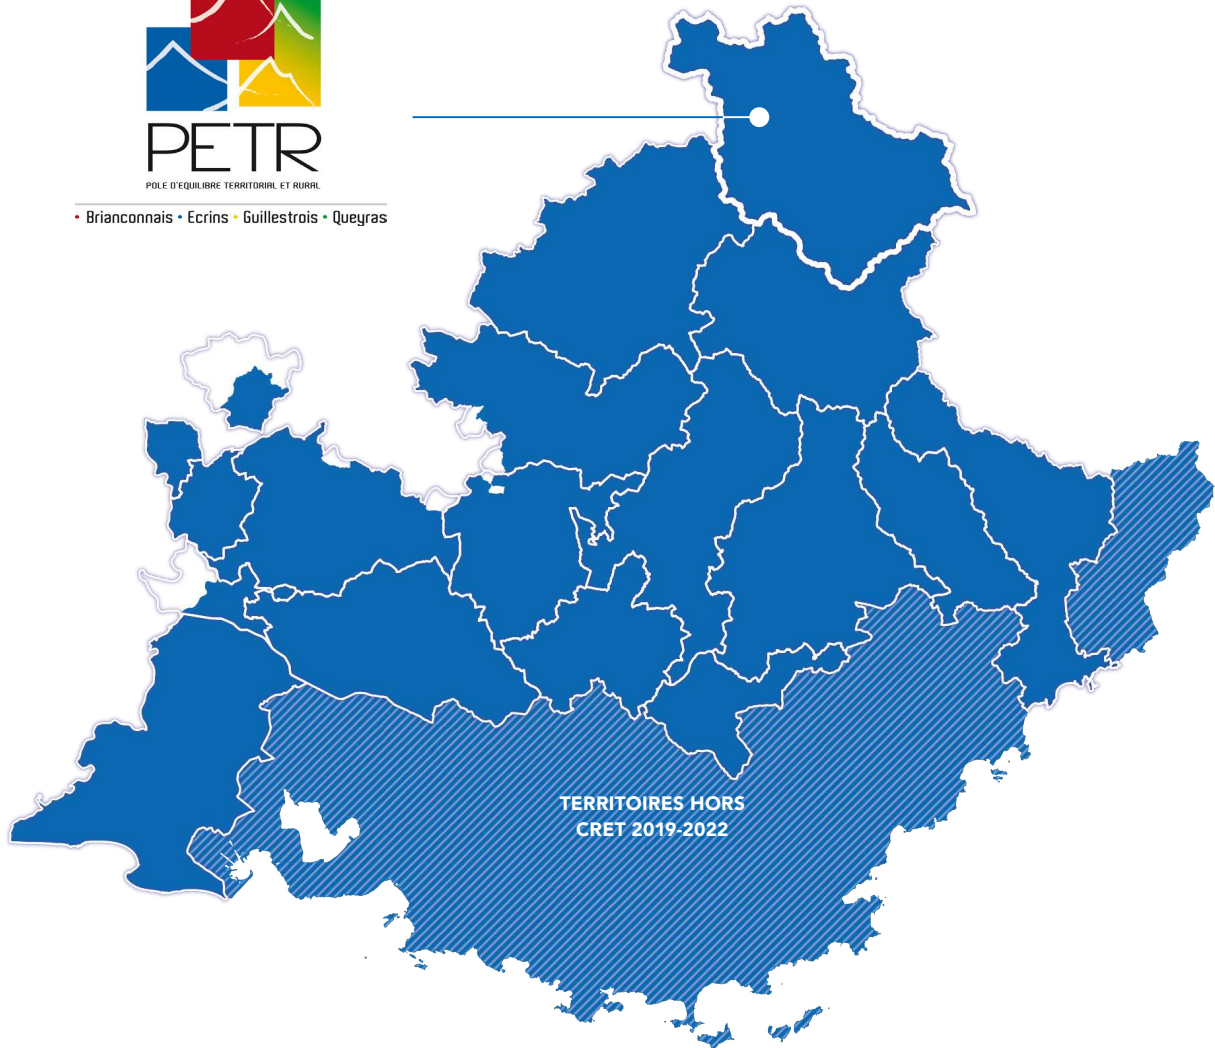 PETR
POLE D'EQUILIBRE TERRITORIAL ET RURAL
• Brianconnais • Ecrins • Guillestrois • Queyras
TERRITOIRES HORS
CRET 2019-2022